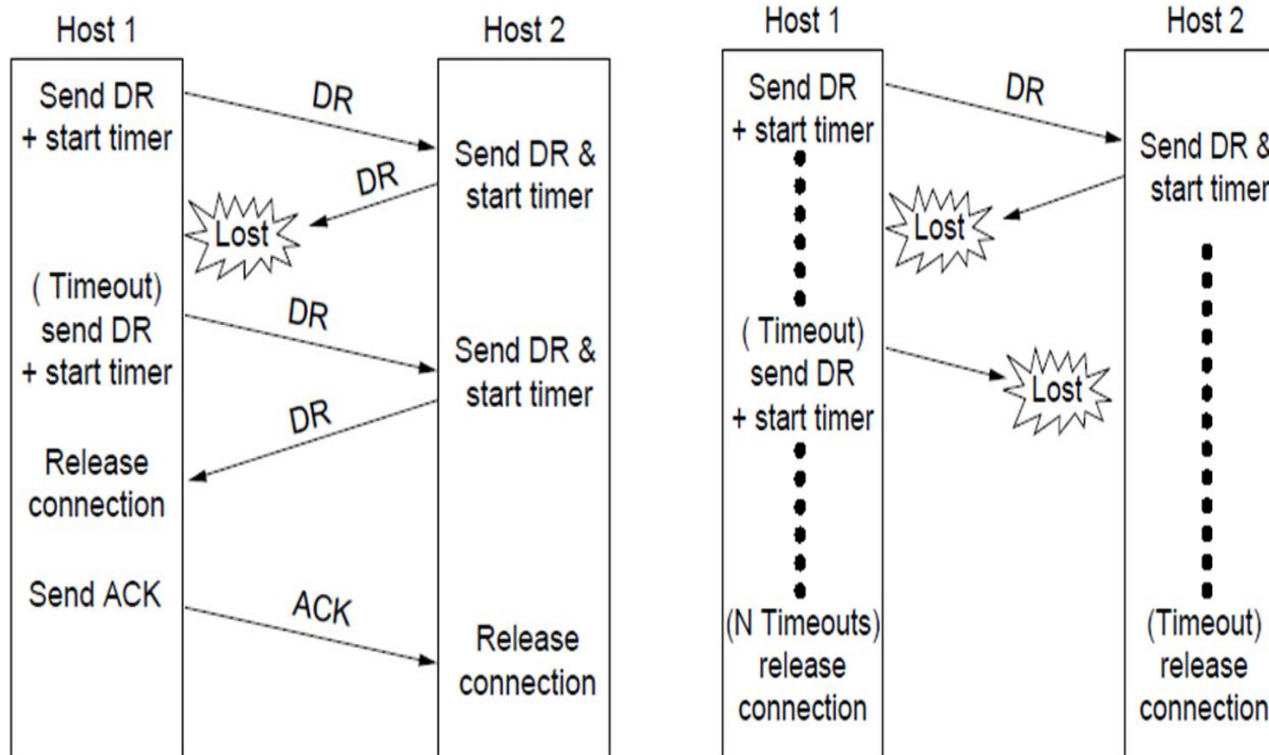 Host 1
Host 2
Send DR
+ start timer
DR
Send DR &
start timer
DR
Lost
( Timeout)
send DR
+ start timer
DR
Send DR &
start timer
DR
Release
connection
Send ACK
ACK
Release
connection
Host 1
Host 2
Send DR
+ start timer
DR
Send DR &
start timer
Lost
( Timeout)
send DR
+ start timer
Lost
(N Timeouts)
release
connection
(Timeout)
release
connection